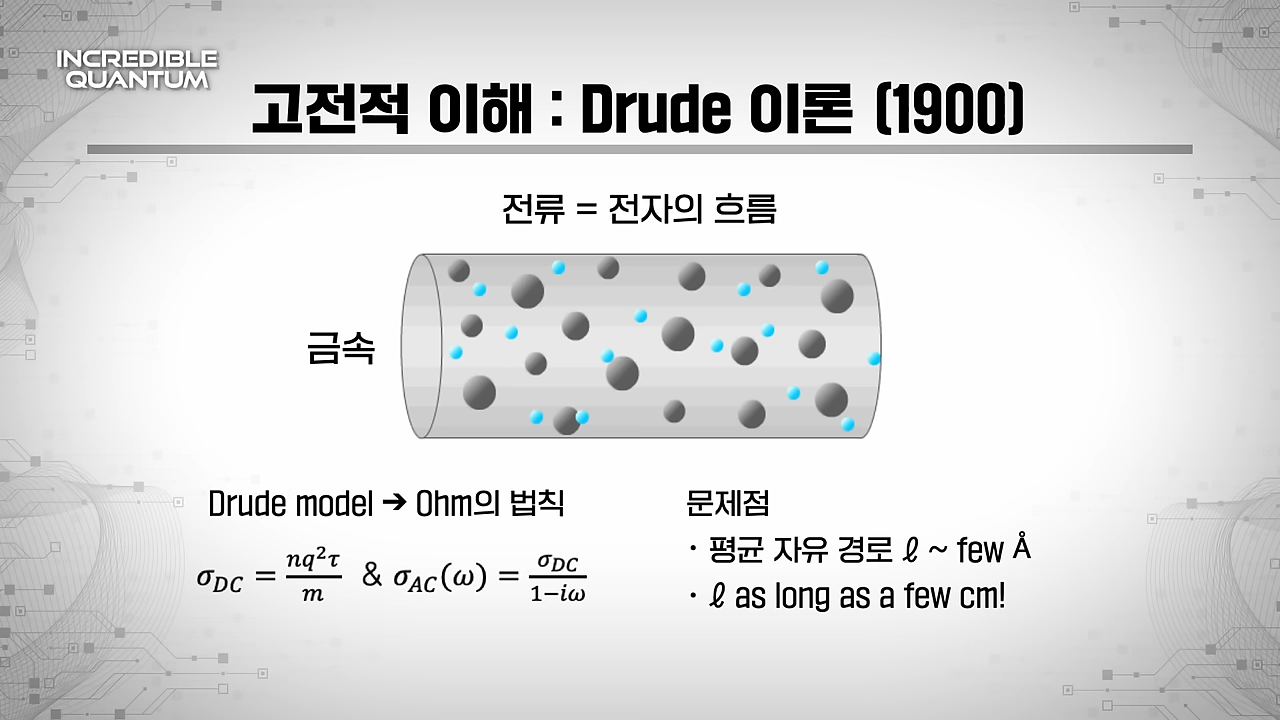 INCREDIBLE
QUANTUM
고전적 이해 : Drude 이론 (1900)
전류 = 전자의 흐름
금속
Drude model ➔ Ohm의 법칙
σ_DC = nq²τ/m & σ_AC(ω) = σ_DC/1−iω
문제점
· 평균 자유 경로 ℓ ~ few Å
· ℓ as long as a few cm!